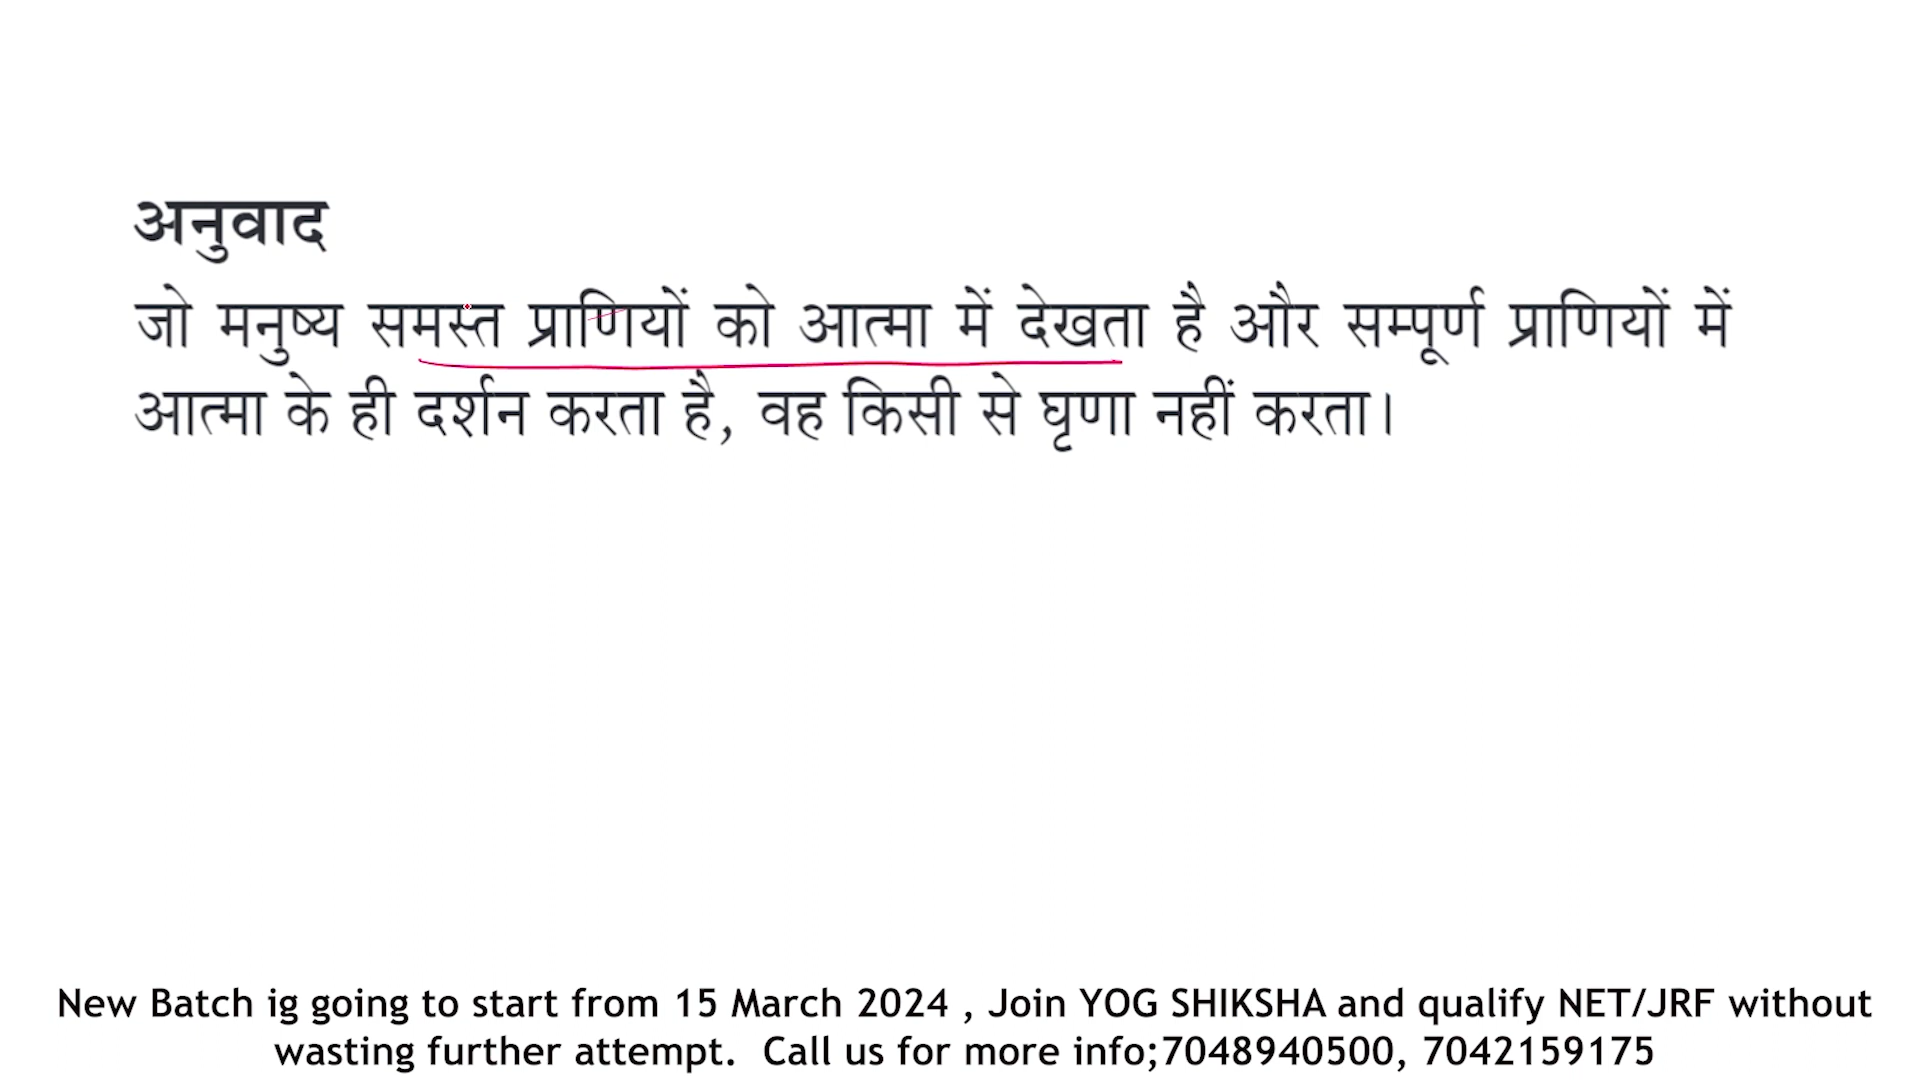 अनुवाद
जो मनुष्य समस्त प्राणियों को आत्मा में देखता है और सम्पूर्ण प्राणियों में
आत्मा के ही दर्शन करता है, वह किसी से घृणा नहीं करता।
New Batch ig going to start from 15 March 2024 , Join YOG SHIKSHA and qualify NET/JRF without
wasting further attempt.  Call us for more info;7048940500, 7042159175